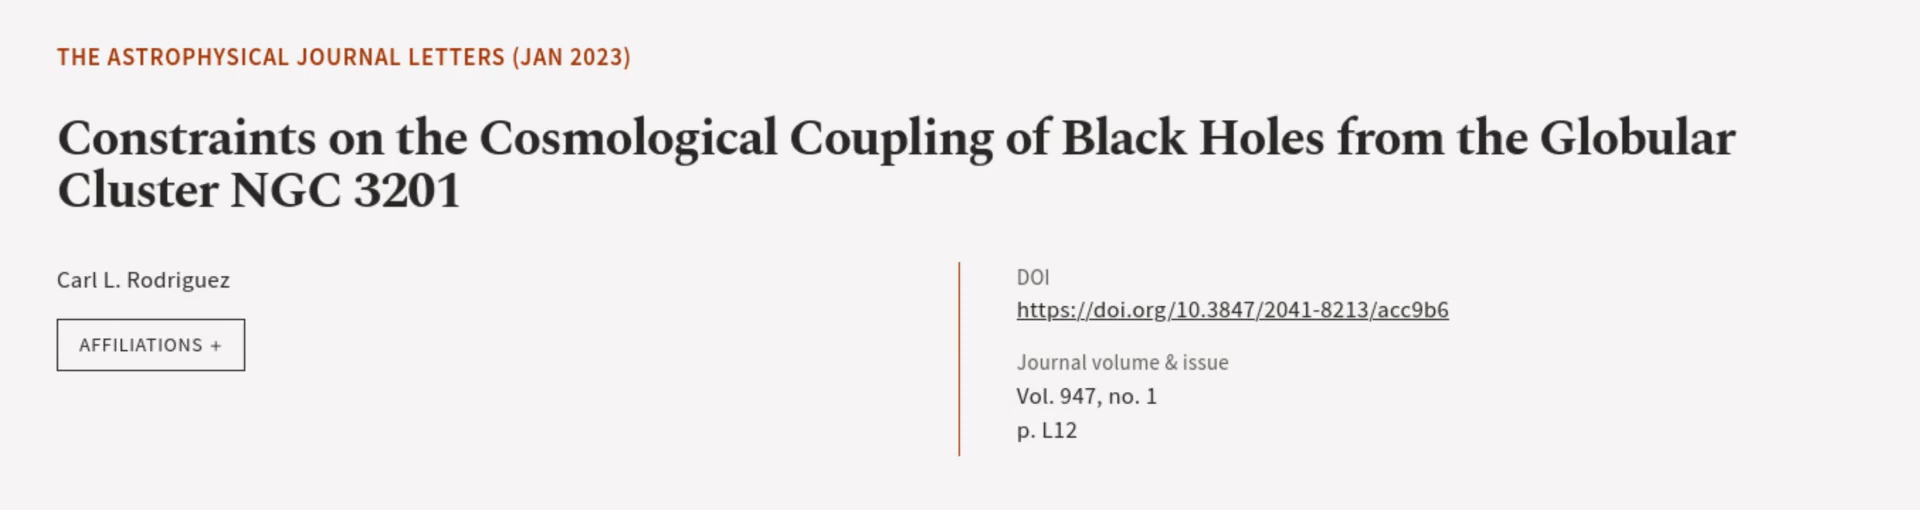 THE ASTROPHYSICAL JOURNAL LETTERS (JAN 2023)
Constraints on the Cosmological Coupling of Black Holes from the Globular
Cluster NGC 3201
Carl L. Rodriguez
AFFILIATIONS +
DOI
https://doi.org/10.3847/2041-8213/acc9b6
Journal volume & issue
Vol. 947, no. 1
p. L12